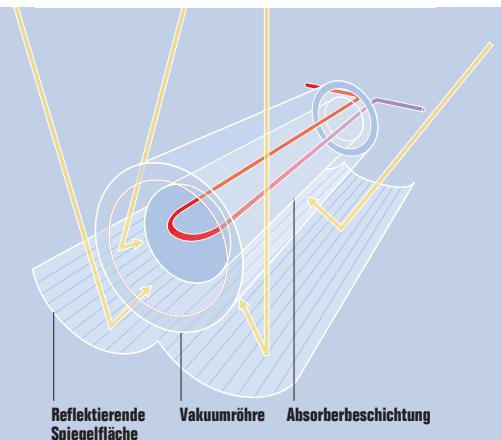 Reflektierende
Spiegelfläche
Vakuumröhre
Absorberbeschichtung